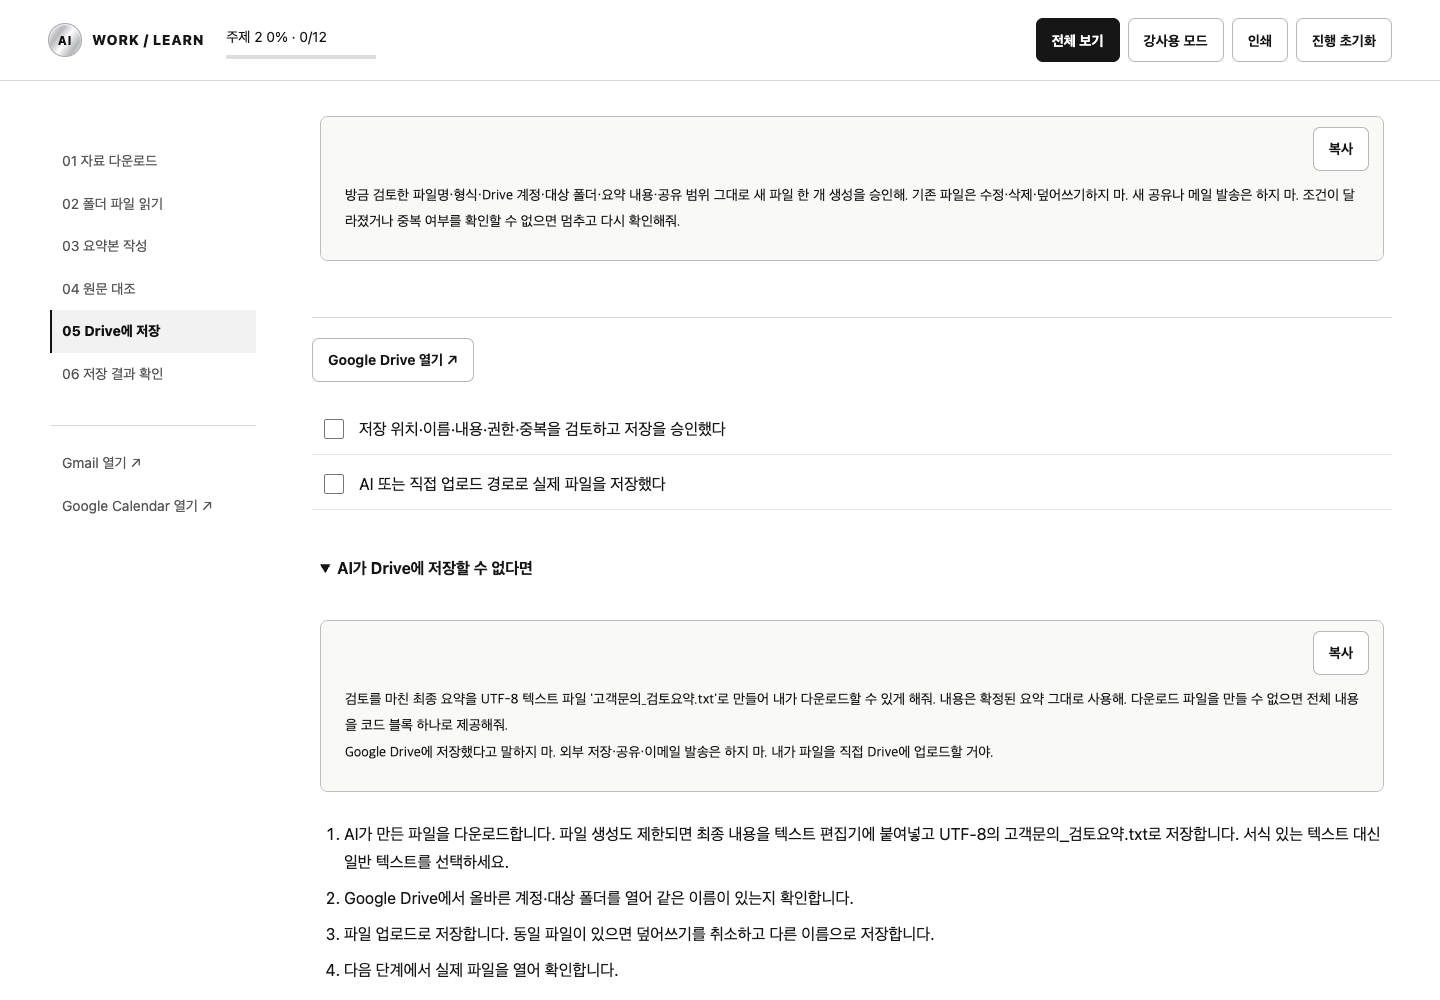 AI
WORK / LEARN
주제 2 0% · 0/12
전체 보기
강사용 모드
인쇄
진행 초기화
01 자료 다운로드
02 폴더 파일 읽기
03 요약본 작성
04 원문 대조
05 Drive에 저장
06 저장 결과 확인
Gmail 열기 ↗
Google Calendar 열기 ↗
복사
방금 검토한 파일명·형식·Drive 계정·대상 폴더·요약 내용·공유 범위 그대로 새 파일 한 개 생성을 승인해. 기존 파일은 수정·삭제·덮어쓰기하지 마. 새 공유나 메일 발송은 하지 마. 조건이 달
라졌거나 중복 여부를 확인할 수 없으면 멈추고 다시 확인해줘.
Google Drive 열기 ↗
저장 위치·이름·내용·권한·중복을 검토하고 저장을 승인했다
AI 또는 직접 업로드 경로로 실제 파일을 저장했다
▼ AI가 Drive에 저장할 수 없다면
복사
검토를 마친 최종 요약을 UTF-8 텍스트 파일 '고객문의_검토요약.txt'로 만들어 내가 다운로드할 수 있게 해줘. 내용은 확정된 요약 그대로 사용해. 다운로드 파일을 만들 수 없으면 전체 내용
을 코드 블록 하나로 제공해줘.
Google Drive에 저장했다고 말하지 마. 외부 저장·공유·이메일 발송은 하지 마. 내가 파일을 직접 Drive에 업로드할 거야.
1. AI가 만든 파일을 다운로드합니다. 파일 생성도 제한되면 최종 내용을 텍스트 편집기에 붙여넣고 UTF-8의 고객문의_검토요약.txt로 저장합니다. 서식 있는 텍스트 대신
일반 텍스트를 선택하세요.
2. Google Drive에서 올바른 계정·대상 폴더를 열어 같은 이름이 있는지 확인합니다.
3. 파일 업로드로 저장합니다. 동일 파일이 있으면 덮어쓰기를 취소하고 다른 이름으로 저장합니다.
4. 다음 단계에서 실제 파일을 열어 확인합니다.